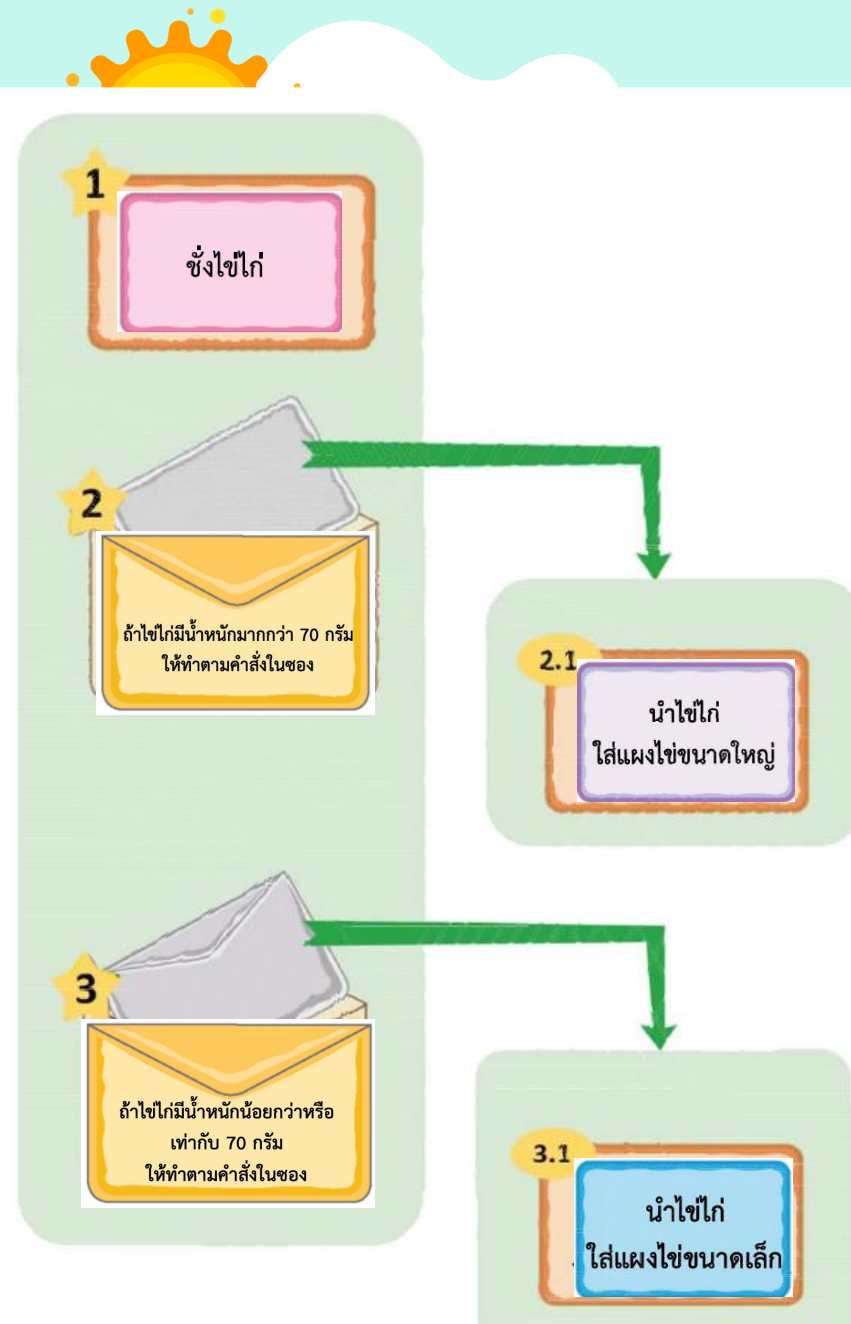 1
ชั่งไข่ไก่
2
ถ้าไข่ไก่มีน้ำหนักมากกว่า 70 กรัม
ให้ทำตามคำสั่งในซอง
2.1
นำไข่ไก่
ใส่แผงไข่ขนาดใหญ่
3
ถ้าไข่ไก่มีน้ำหนักน้อยกว่าหรือ
เท่ากับ 70 กรัม
ให้ทำตามคำสั่งในซอง
3.1
นำไข่ไก่
ใส่แผงไข่ขนาดเล็ก